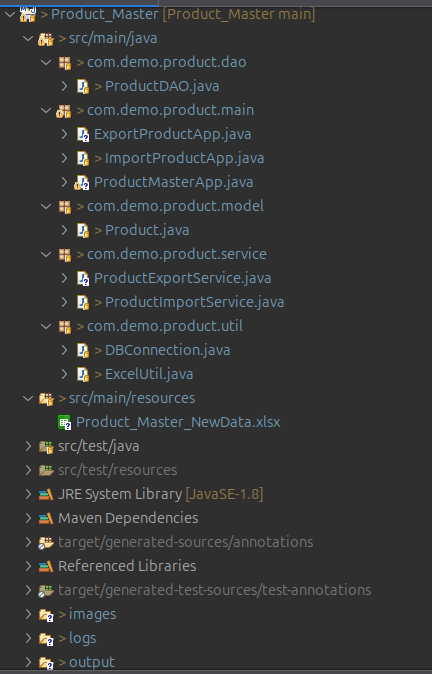 > Product_Master [Product_Master main]
> src/main/java
> com.demo.product.dao
> ProductDAO.java
> com.demo.product.main
ExportProductApp.java
> ImportProductApp.java
ProductMasterApp.java
> com.demo.product.model
> Product.java
> com.demo.product.service
ProductExportService.java
> ProductImportService.java
> com.demo.product.util
> DBConnection.java
> ExcelUtil.java
> src/main/resources
Product_Master_NewData.xlsx
src/test/java
src/test/resources
JRE System Library [JavaSE-1.8]
Maven Dependencies
target/generated-sources/annotations
Referenced Libraries
target/generated-test-sources/test-annotations
> images
> logs
> output